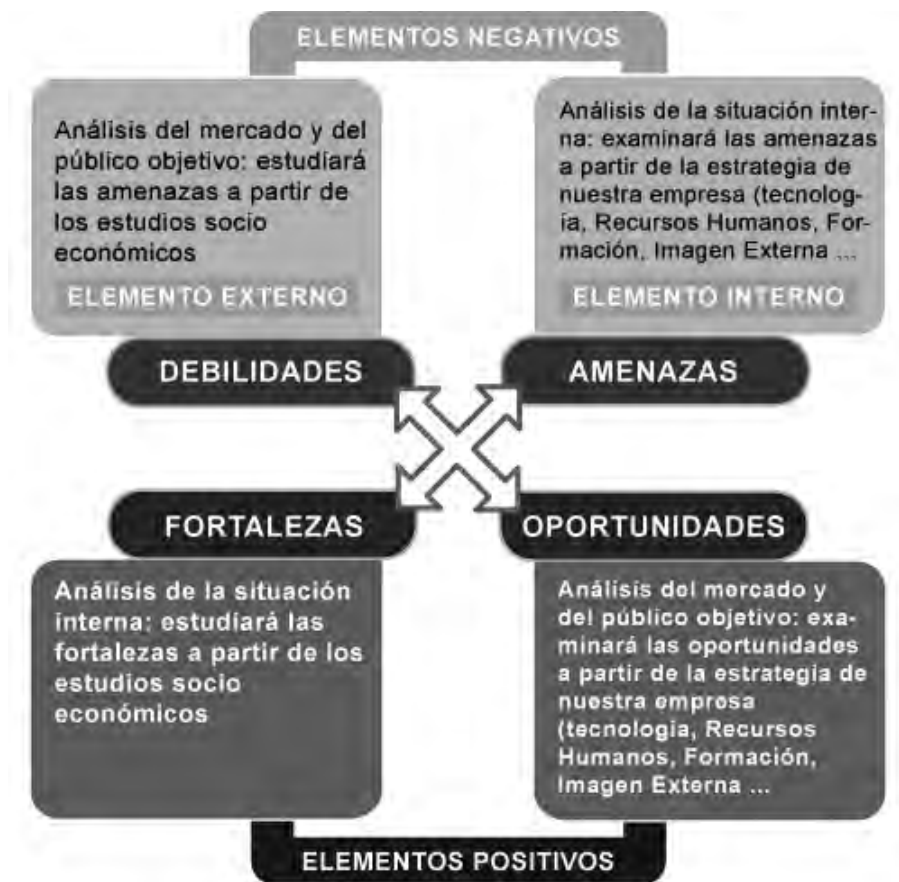 ELEMENTOS NEGATIVOS
Análisis del mercado y del
público objetivo: estudiará
las amenazas a partir de
los estudios socio
económicos
ELEMENTO EXTERNO
DEBILIDADES
Análisis de la situación inter-
na: examinará las amenazas
a partir de la estrategia de
nuestra empresa (tecnolog-
ía, Recursos Humanos, For-
mación, Imagen Externa ...
ELEMENTO INTERNO
AMENAZAS
FORTALEZAS
Análisis de la situación
interna: estudiará las
fortalezas a partir de los
estudios socio
económicos
OPORTUNIDADES
Análisis del mercado y
del público objetivo: exa-
minará las oportunidades
a partir de la estrategia de
nuestra empresa
(tecnología, Recursos
Humanos, Formación,
Imagen Externa ...
ELEMENTOS POSITIVOS